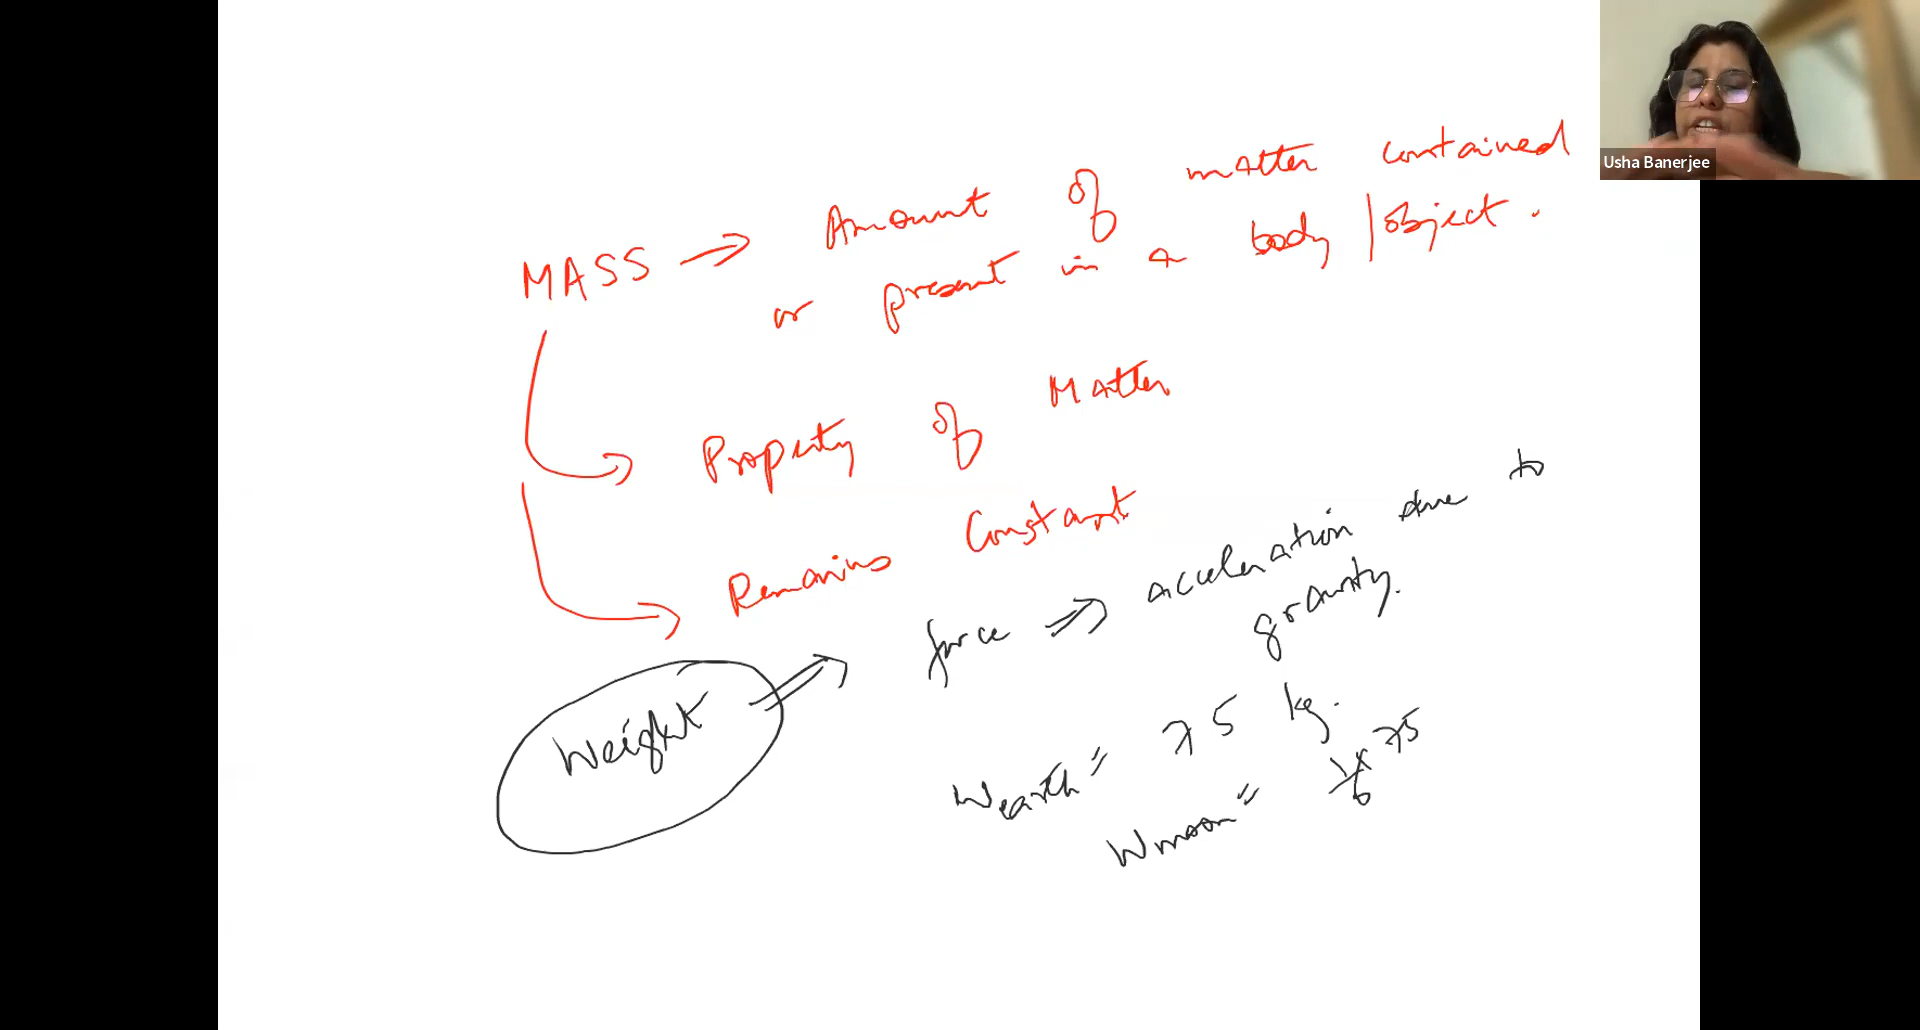 MASS → Amount of matter contained
or present in a body / object.
Property of Matter
Remains Constant
Weight ⇒ force ⇒ acceleration due to
gravity.
Wearth = 75 kg.
Wmoon = 1/6 x 75
Usha Banerjee